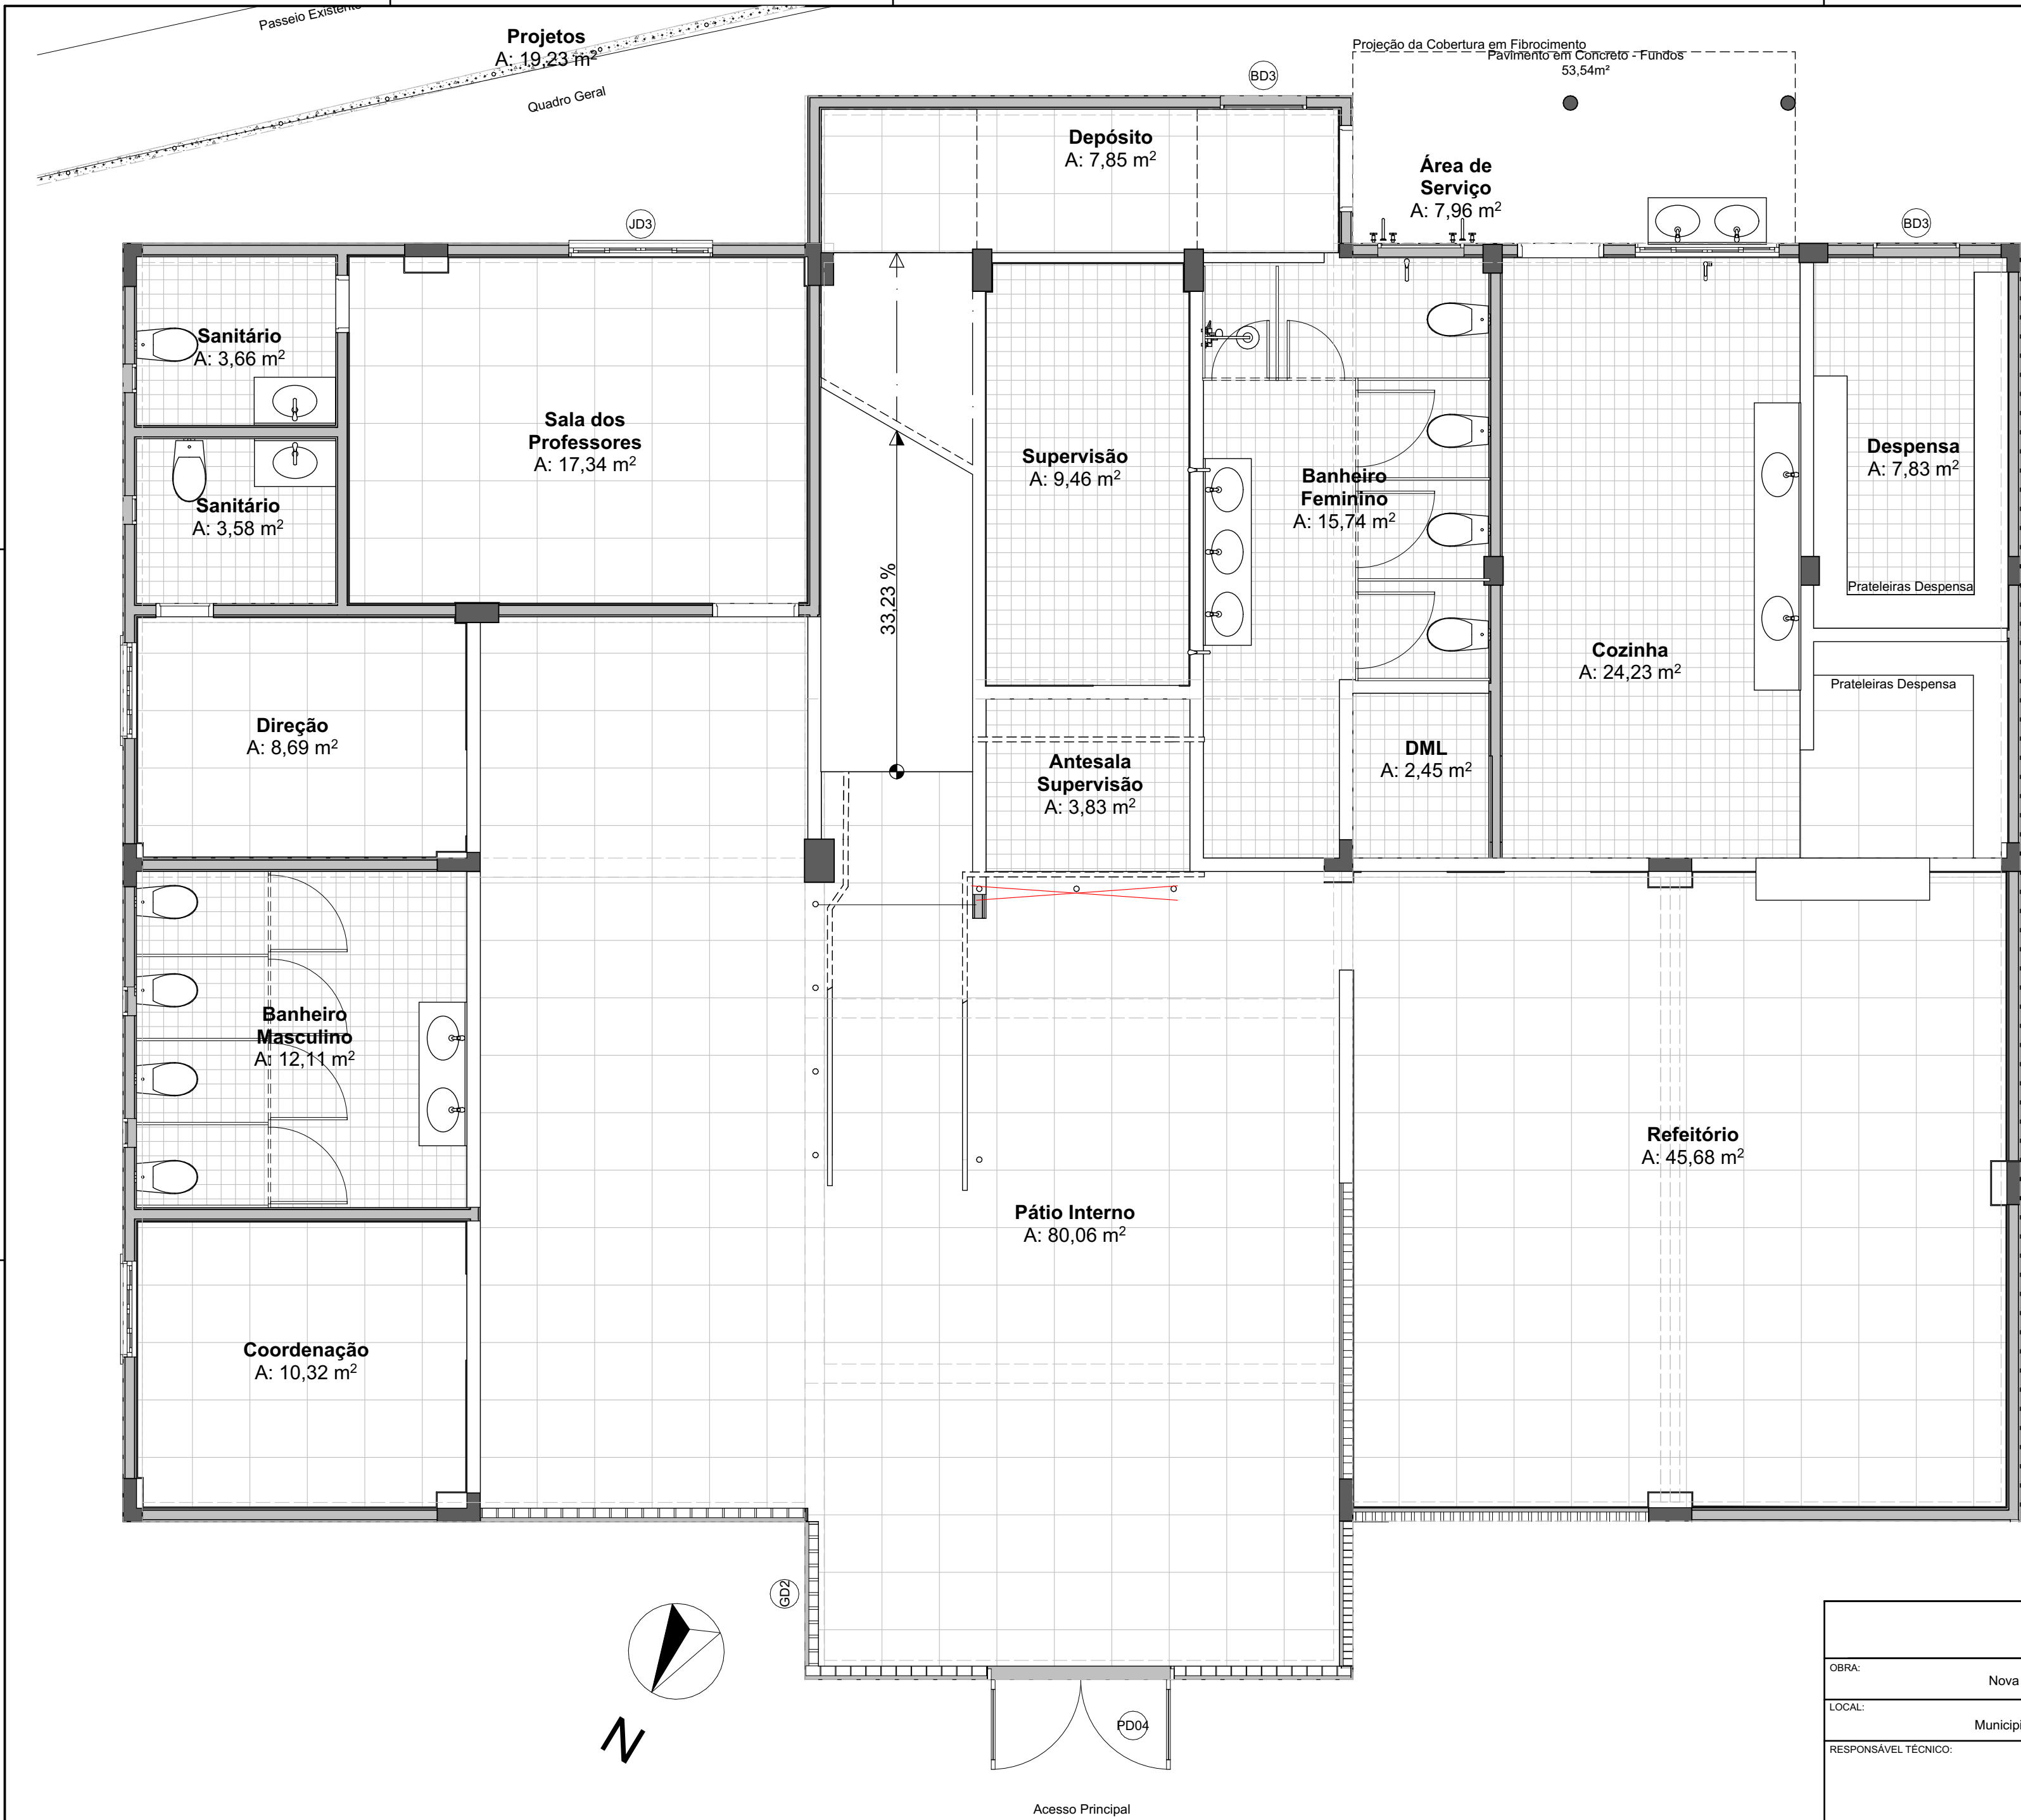 Passeio Existente
Projetos
A: 19,23 m²
Quadro Geral
BD3
Projeção da Cobertura em Fibrocimento
Pavimento em Concreto - Fundos
53,54m²
Depósito
A: 7,85 m²
Área de
Serviço
A: 7,96 m²
JD3
BD3
Sanitário
A: 3,66 m²
Sala dos
Professores
A: 17,34 m²
Supervisão
A: 9,46 m²
Banheiro
Feminino
A: 15,74 m²
Despensa
A: 7,83 m²
Sanitário
A: 3,58 m²
33,23 %
Prateleiras Despensa
Cozinha
A: 24,23 m²
Prateleiras Despensa
Direção
A: 8,69 m²
Antesala
Supervisão
A: 3,83 m²
DML
A: 2,45 m²
Banheiro
Masculino
A: 12,11 m²
Refeitório
A: 45,68 m²
Pátio Interno
A: 80,06 m²
Coordenação
A: 10,32 m²
GD2
N
PD04
Acesso Principal
OBRA:
Nova
LOCAL:
Municipi
RESPONSÁVEL TÉCNICO: